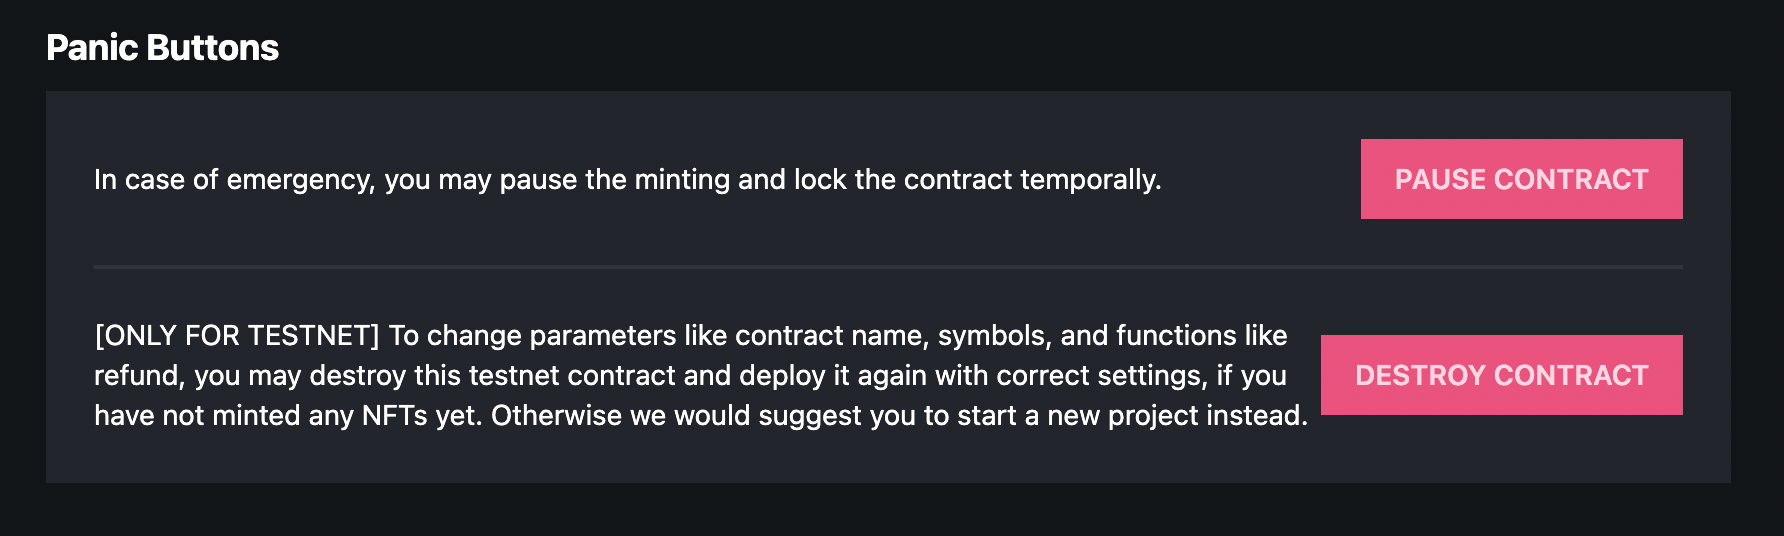 Panic Buttons
In case of emergency, you may pause the minting and lock the contract temporally.
PAUSE CONTRACT
[ONLY FOR TESTNET] To change parameters like contract name, symbols, and functions like
refund, you may destroy this testnet contract and deploy it again with correct settings, if you
have not minted any NFTs yet. Otherwise we would suggest you to start a new project instead.
DESTROY CONTRACT